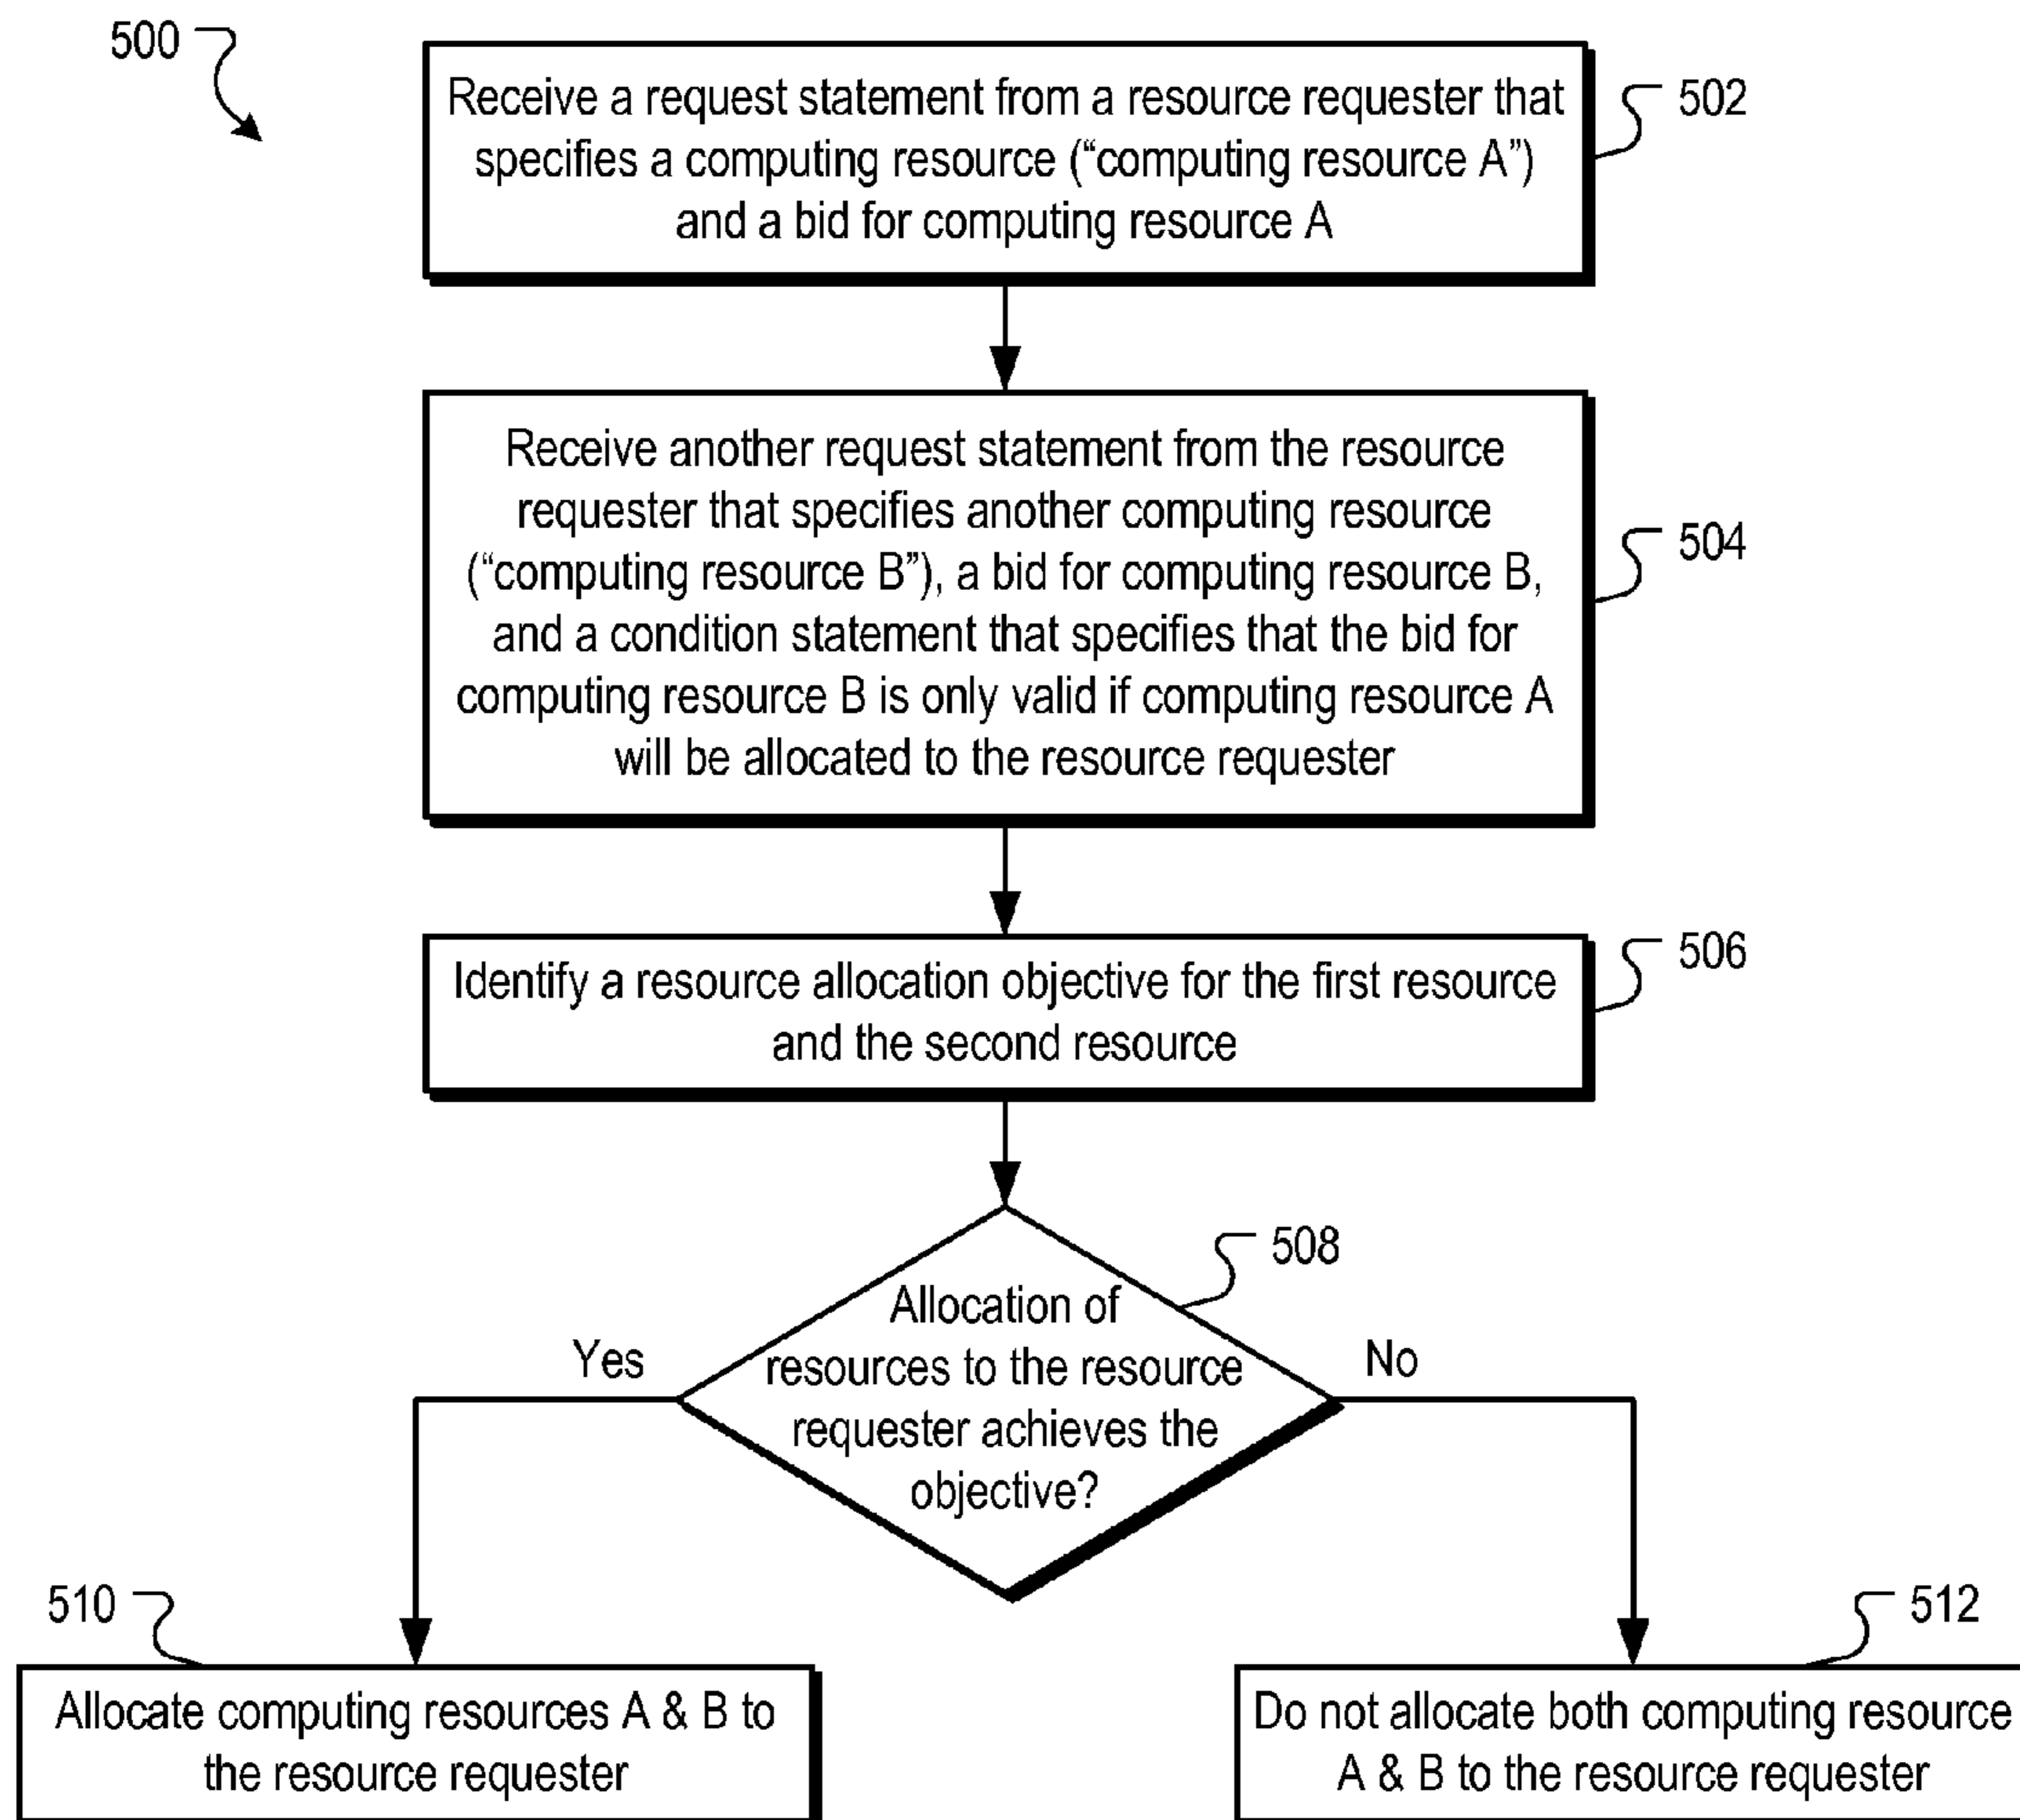 500
Receive a request statement from a resource requester that
specifies a computing resource (“computing resource A”)
and a bid for computing resource A
502
Receive another request statement from the resource
requester that specifies another computing resource
(“computing resource B”), a bid for computing resource B,
and a condition statement that specifies that the bid for
computing resource B is only valid if computing resource A
will be allocated to the resource requester
504
Identify a resource allocation objective for the first resource
and the second resource
506
Allocation of
resources to the resource
requester achieves the
objective?
508
Yes
No
510
Allocate computing resources A & B to
the resource requester
512
Do not allocate both computing resource
A & B to the resource requester